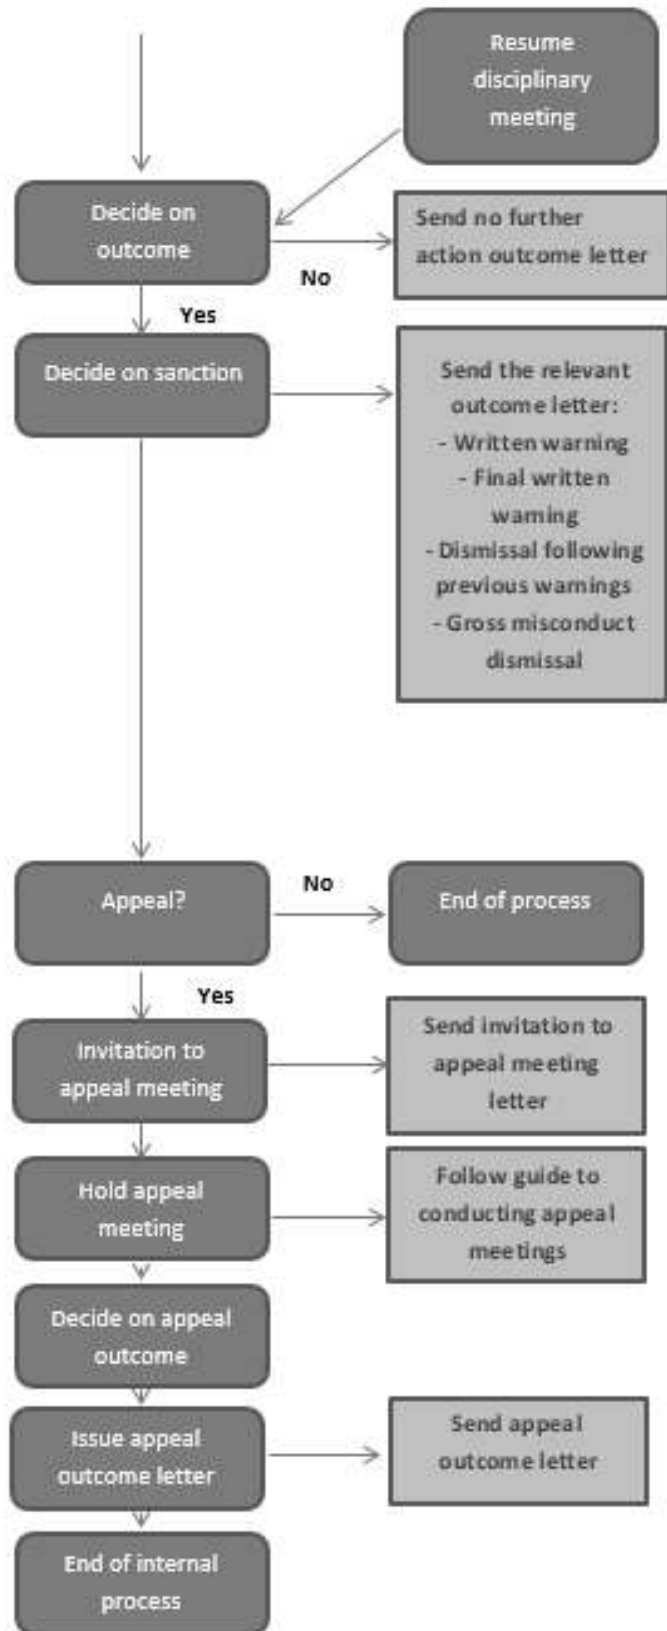 Resume
disciplinary
meeting
Decide on
outcome
Send no further
action outcome letter
No
Yes
Decide on sanction
Send the relevant
outcome letter:
- Written warning
- Final written
warning
- Dismissal following
previous warnings
- Gross misconduct
dismissal
Appeal?
No
End of process
Yes
Invitation to
appeal meeting
Send invitation to
appeal meeting
letter
Hold appeal
meeting
Follow guide to
conducting appeal
meetings
Decide on appeal
outcome
Issue appeal
outcome letter
Send appeal
outcome letter
End of internal
process